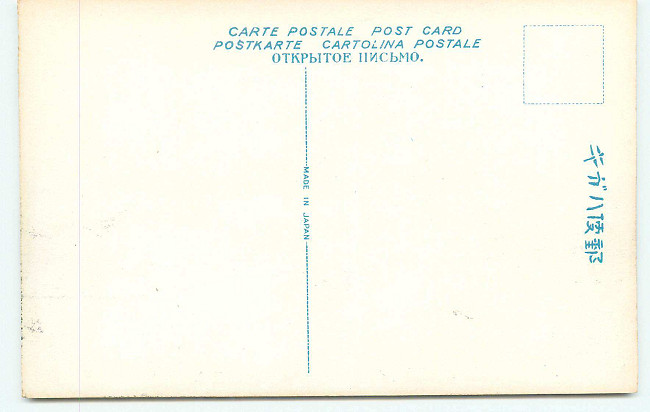 CARTE POSTALE POST CARD
POSTKARTE CARTOLINA POSTALE
ОТКРЫТОЕ ПИСЬМО.
MADE IN JAPAN
郵便ハガキ